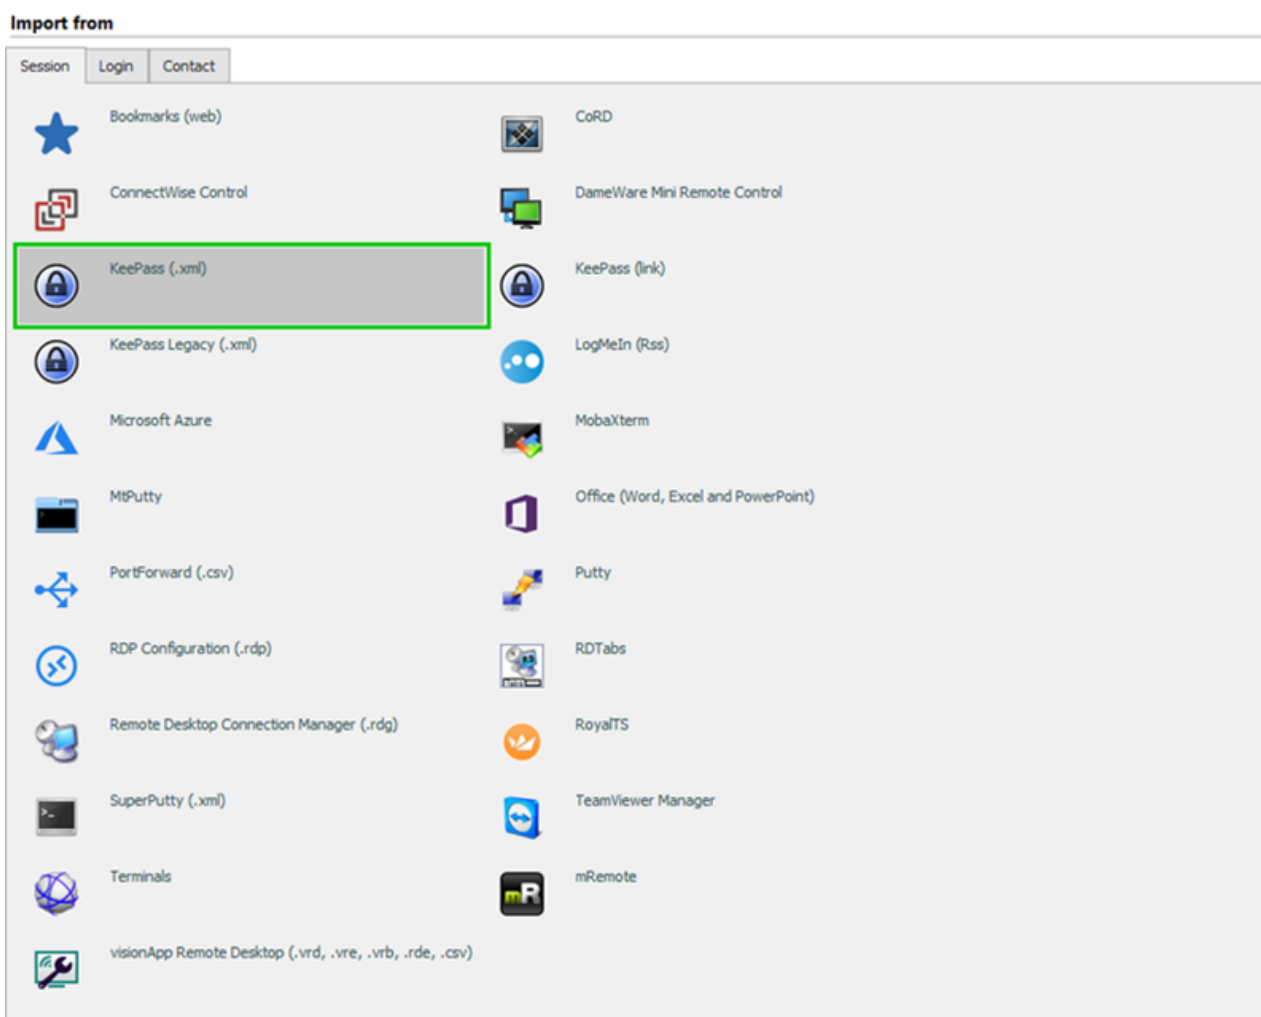 Import from
Session Login Contact
Bookmarks (web) CoRD
ConnectWise Control DameWare Mini Remote Control
KeePass (.xml) KeePass (link)
KeePass Legacy (.xml) LogMeIn (Rss)
Microsoft Azure MobaXterm
MtPutty Office (Word, Excel and PowerPoint)
PortForward (.csv) Putty
RDP Configuration (.rdp) RDTabs
Remote Desktop Connection Manager (.rdg) RoyalTS
SuperPutty (.xml) TeamViewer Manager
Terminals mRemote
mR
visionApp Remote Desktop (.vrd, .vre, .vrb, .rde, .csv)